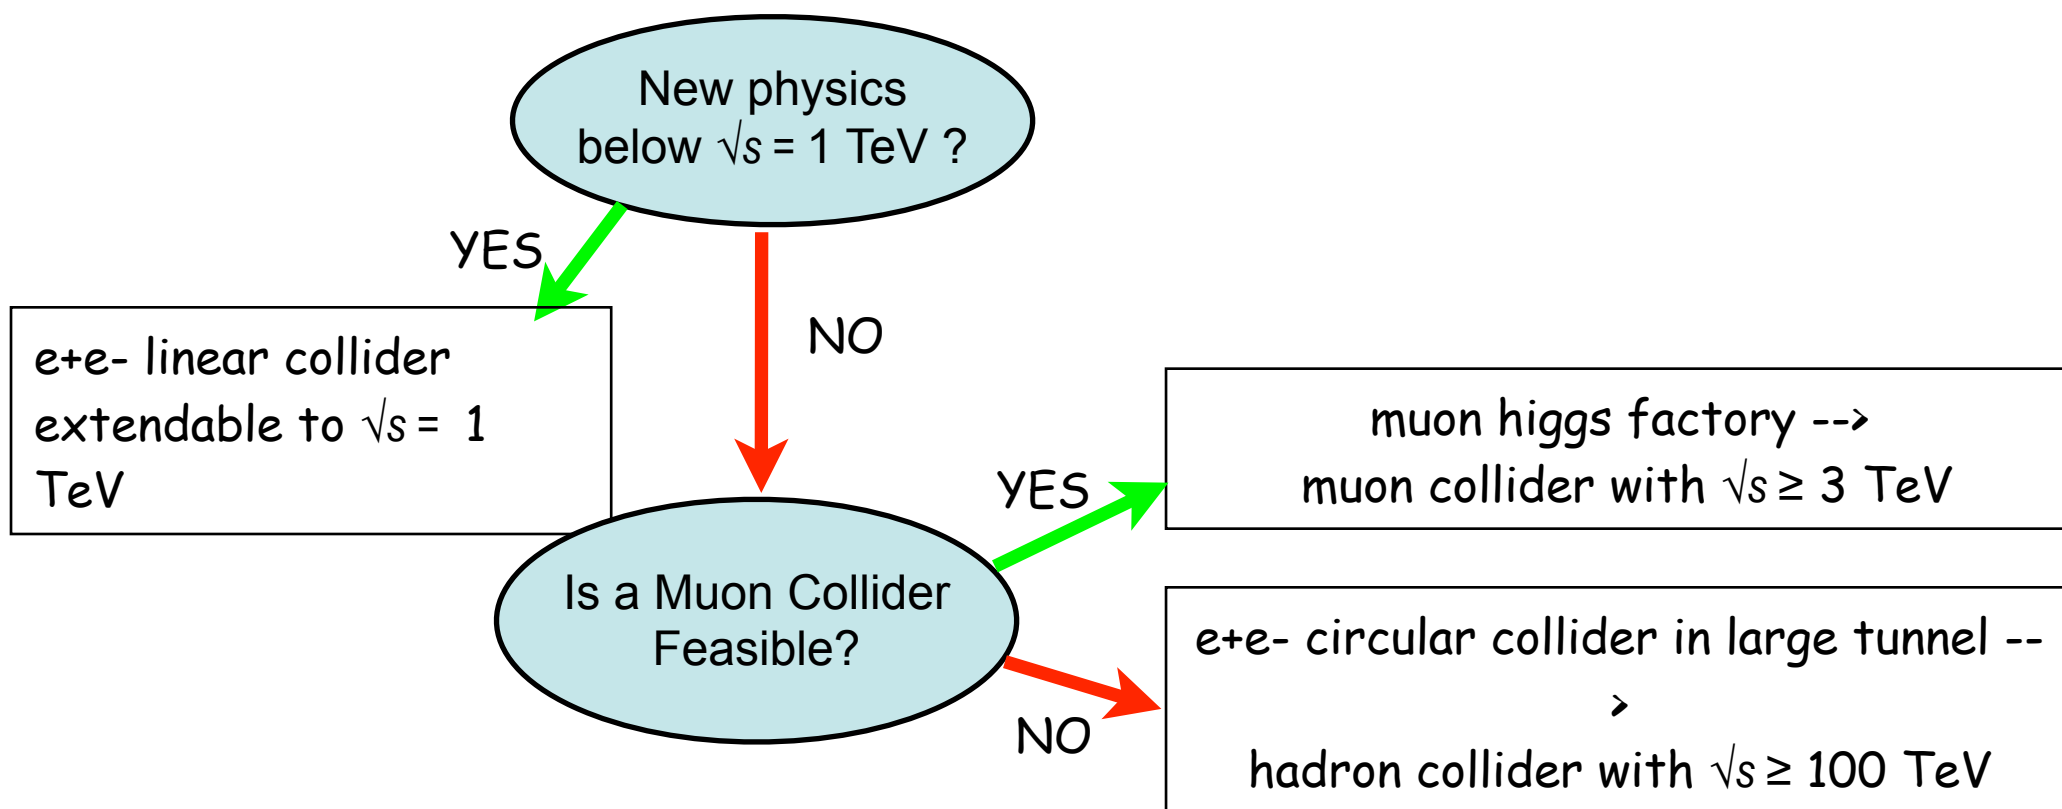 New physics
below √s = 1 TeV ?
YES
NO
e+e- linear collider
extendable to √s = 1
TeV
muon higgs factory -->
muon collider with √s ≥ 3 TeV
YES
Is a Muon Collider
Feasible?
NO
e+e- circular collider in large tunnel --
>
hadron collider with √s ≥ 100 TeV